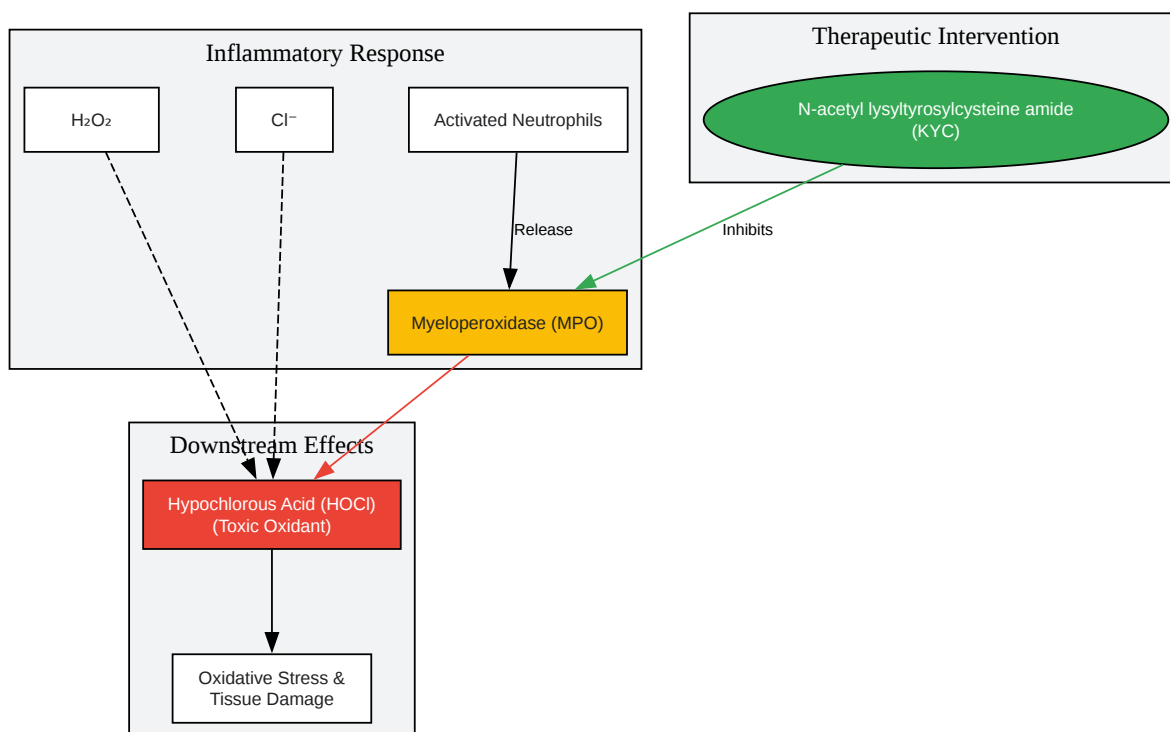 Inflammatory Response
H₂O₂
Cl⁻
Activated Neutrophils
Release
Myeloperoxidase (MPO)
Therapeutic Intervention
N-acetyl lysyltyrosylcysteine amide
(KYC)
Inhibits
Downstream Effects
Hypochlorous Acid (HOCl)
(Toxic Oxidant)
Oxidative Stress &
Tissue Damage